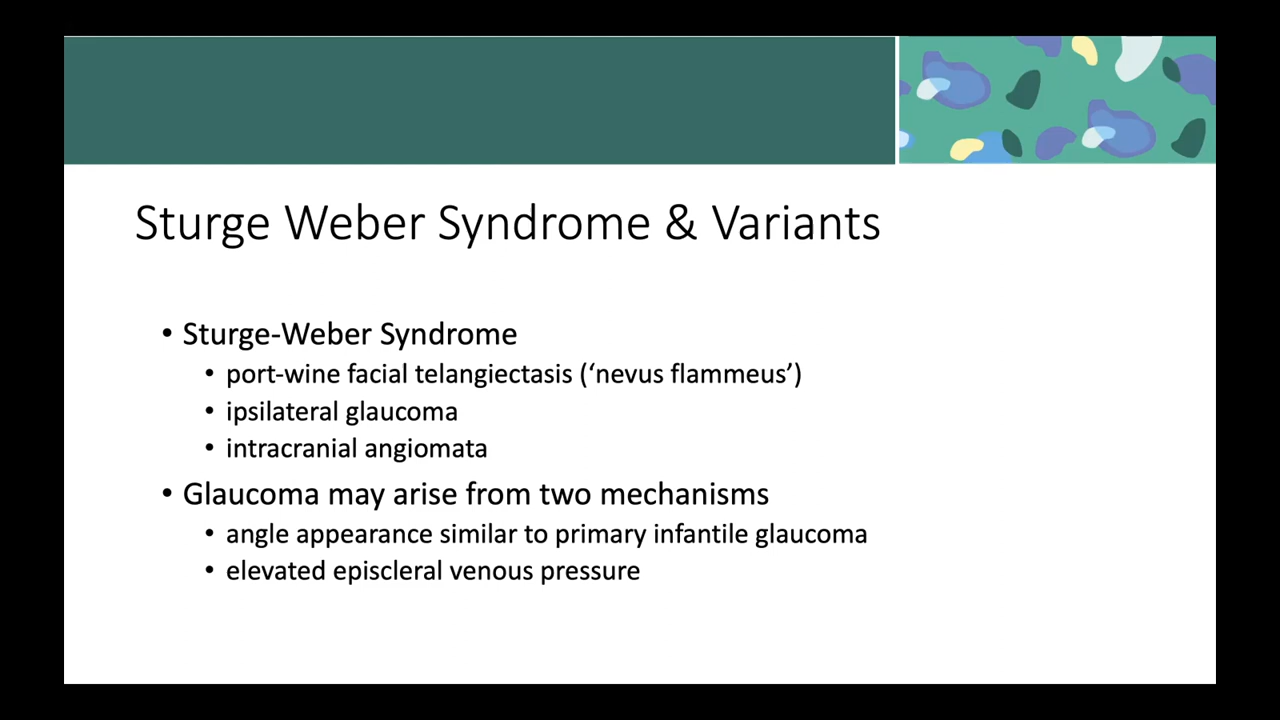 Sturge Weber Syndrome & Variants
• Sturge-Weber Syndrome
• port-wine facial telangiectasis (‘nevus flammeus’)
• ipsilateral glaucoma
• intracranial angiomata
• Glaucoma may arise from two mechanisms
• angle appearance similar to primary infantile glaucoma
• elevated episcleral venous pressure